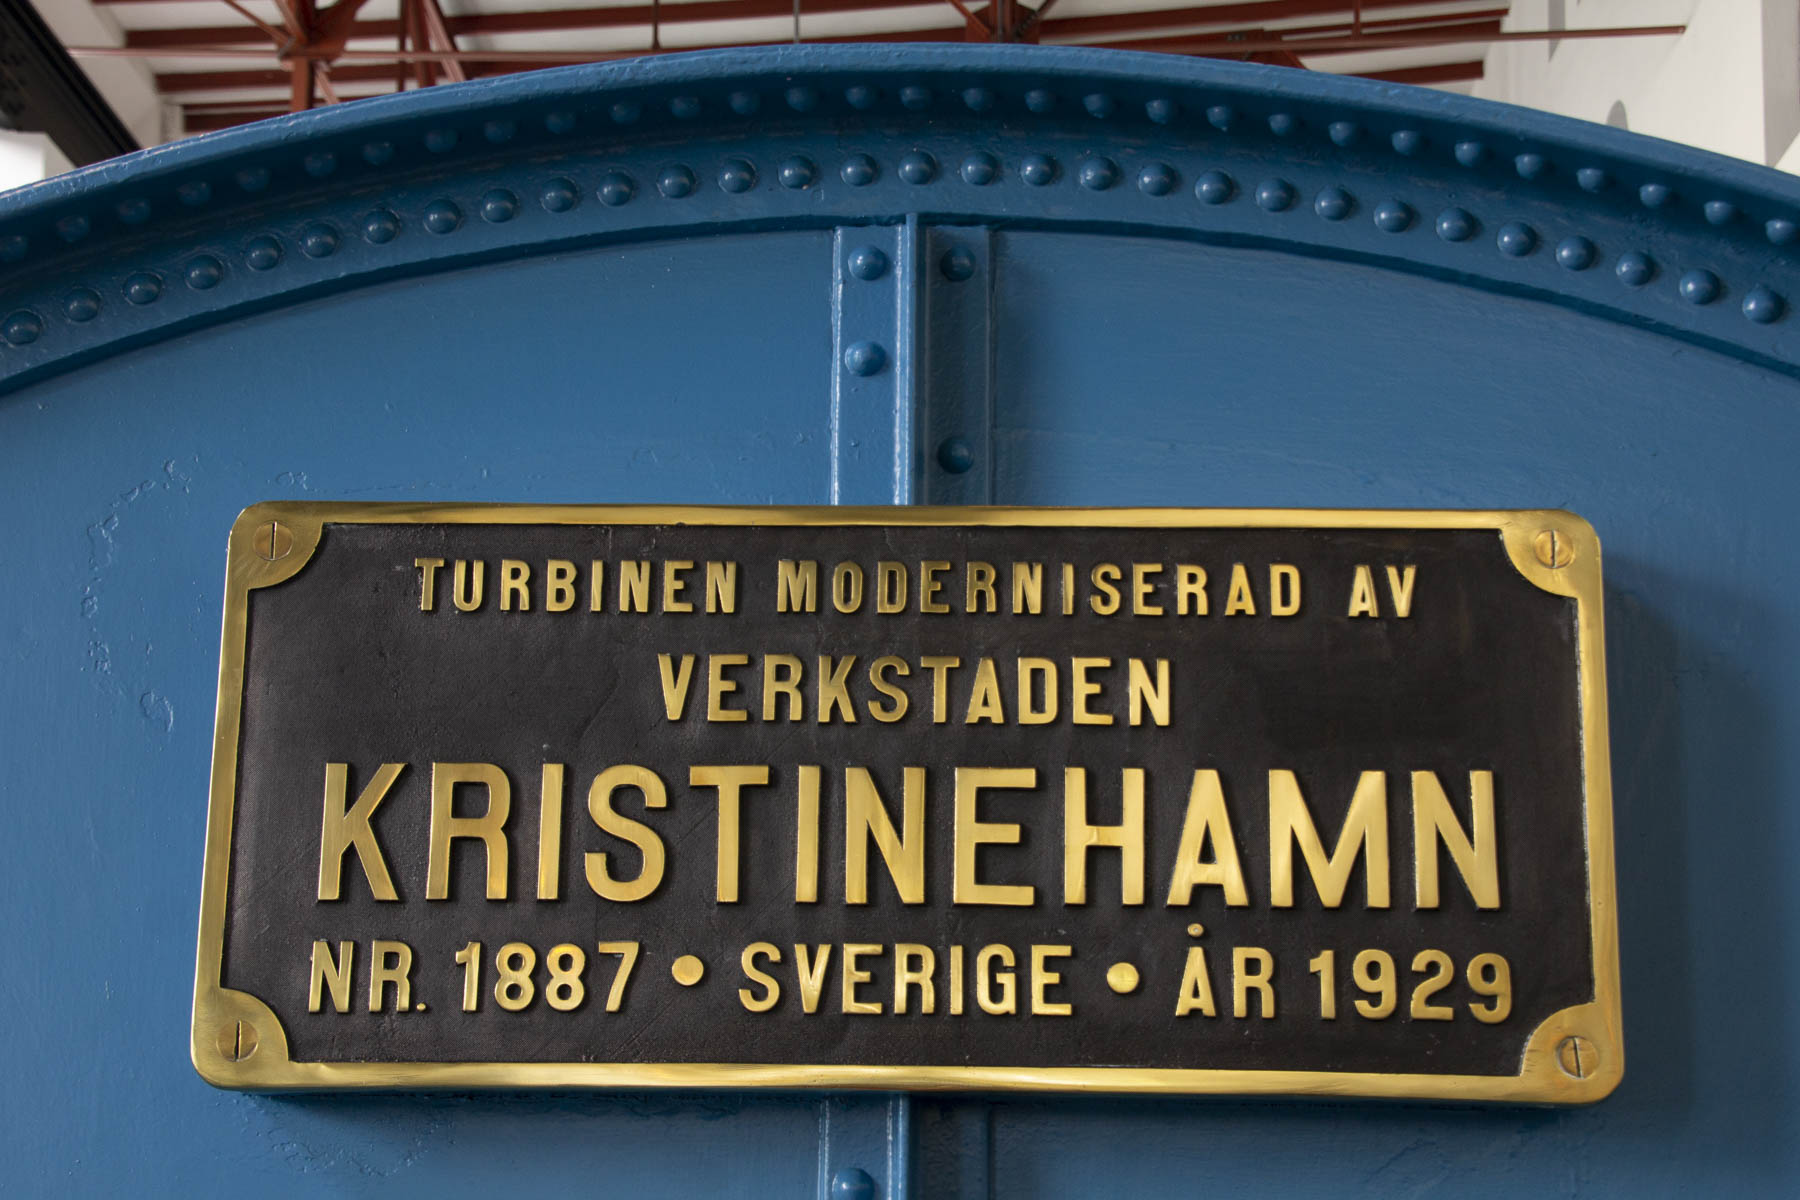 TURBINEN MODERNISERAD AV
VERKSTADEN
KRISTINEHAMN
NR. 1887 • SVERIGE • ÅR 1929